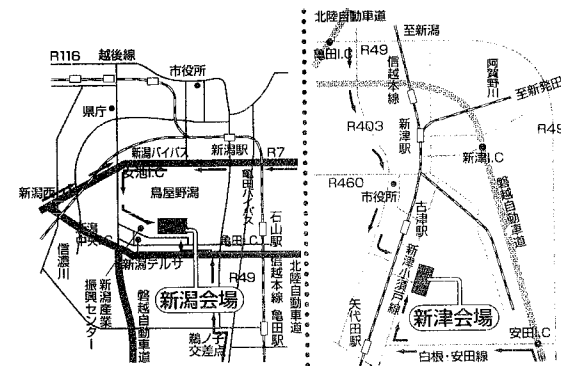 R116 越後線
市役所
県庁
新潟バイパス
新潟駅
R7
女池I.C
鳥屋野潟
亀田バイパス
新潟西I.C
石山駅
信濃川
新潟中央I.C
亀田I.C
新潟テルサ
R49
信越本線
北陸自動車道
新潟会場
新潟産業振興センター
磐越自動車道
鵜ノ子交差点
亀田駅
北陸自動車道
至新潟
亀田I.C
R49
信越本線
阿賀野川
至新発田
R403
新津駅
R49
新津I.C
R460
市役所
磐越自動車道
古津駅
新津小須戸線
新津会場
矢代田駅
安田I.C
白根・安田線